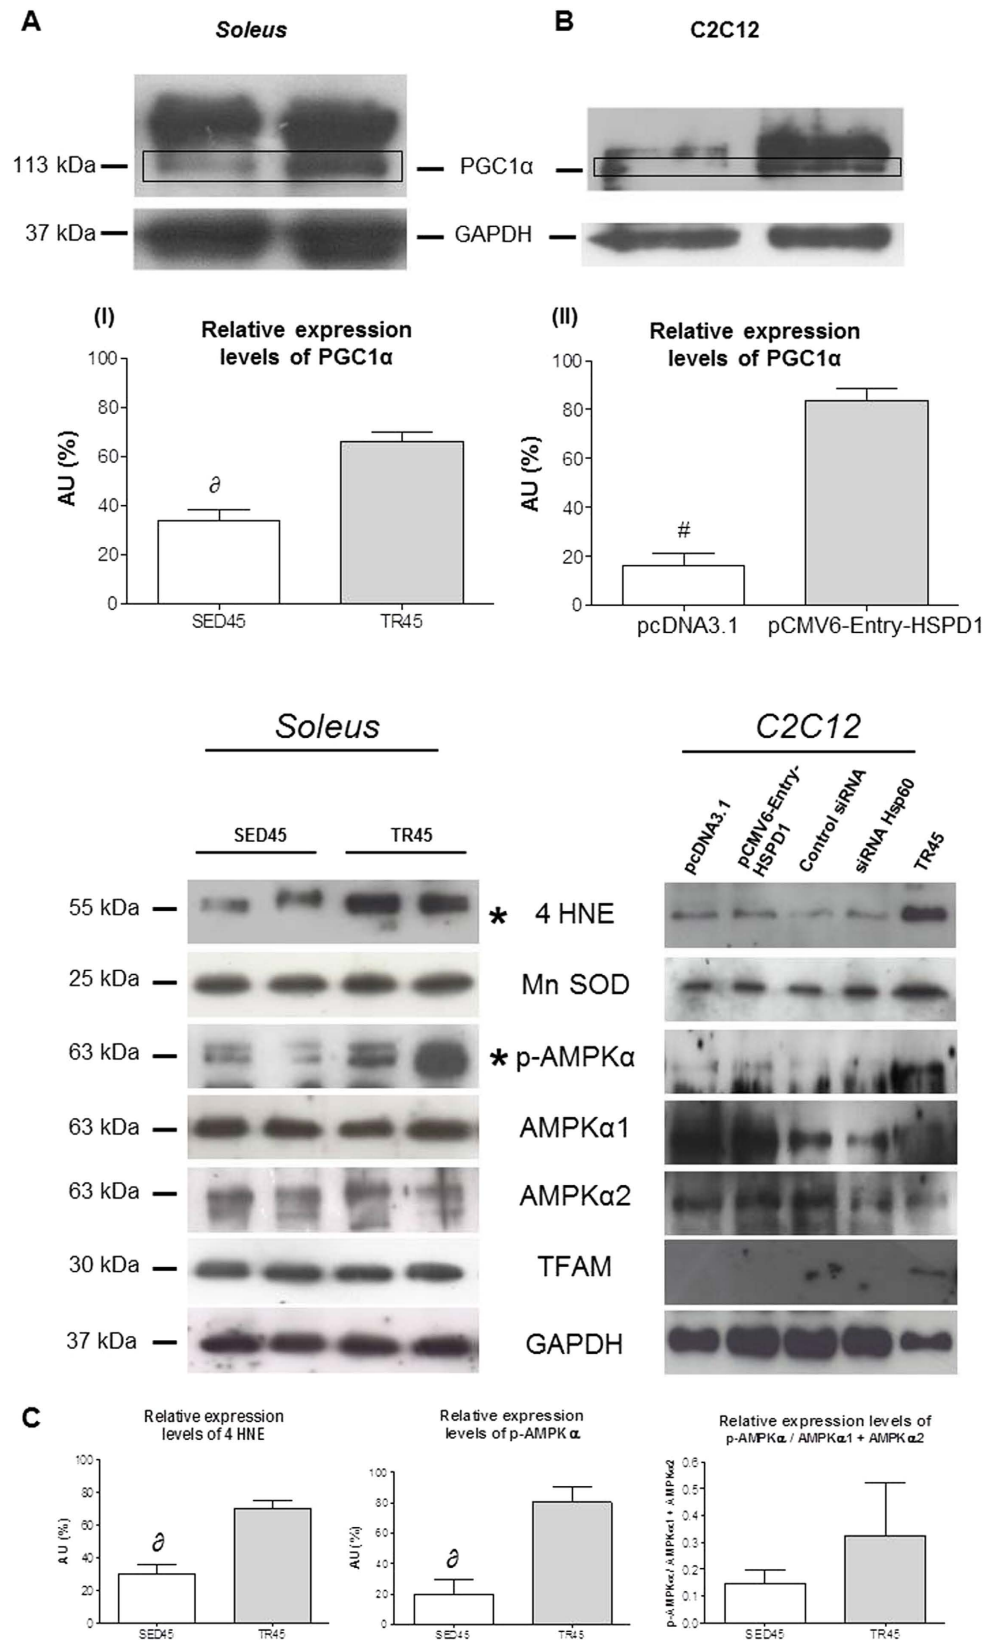 A
Soleus
B
C2C12
113 kDa
PGC1α
37 kDa
GAPDH
(I)
Relative expression
levels of PGC1α
100
80
60
40
20
0
AU (%)
∂
SED45
TR45
(II)
Relative expression
levels of PGC1α
100
80
60
40
20
0
AU (%)
#
pcDNA3.1
pCMV6-Entry-HSPD1
Soleus
C2C12
SED45
TR45
pcDNA3.1
pCMV6-Entry-
HSPD1
Control siRNA
siRNA Hsp60
TR45
55 kDa
* 4 HNE
25 kDa
Mn SOD
63 kDa
* p-AMPKα
63 kDa
AMPKα1
63 kDa
AMPKα2
30 kDa
TFAM
37 kDa
GAPDH
C
Relative expression
levels of 4 HNE
100
80
60
40
20
0
AU (%)
∂
SED45
TR45
Relative expression
levels of p-AMPKα
100
80
60
40
20
0
AU (%)
∂
SED45
TR45
Relative expression levels of
p-AMPKα / AMPKα1 + AMPKα2
0.6
0.5
0.4
0.3
0.2
0.1
0.0
p-AMPKα/ AMPKα1 + AMPKα2
SED45
TR45